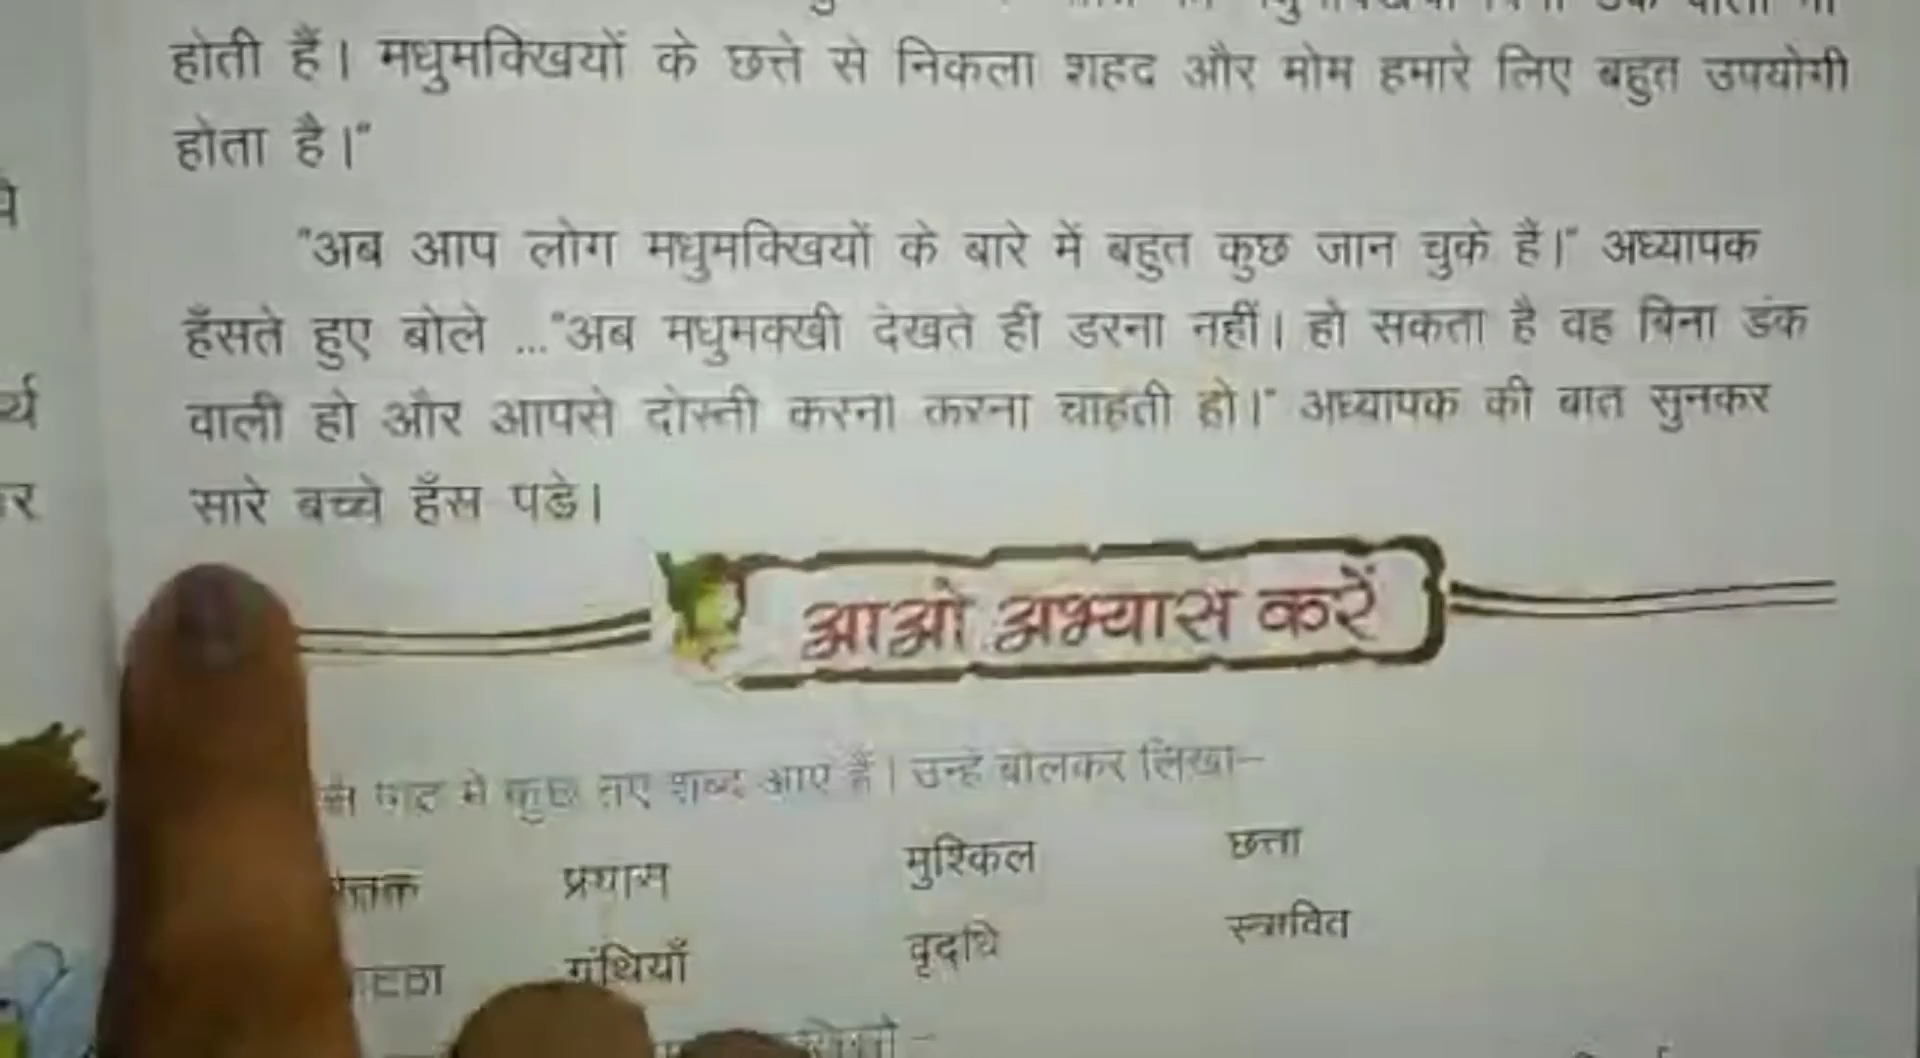 होती हैं। मधुमक्खियों के छत्ते से निकला शहद और मोम हमारे लिए बहुत उपयोगी
होता है।"
"अब आप लोग मधुमक्खियों के बारे में बहुत कुछ जान चुके हैं।" अध्यापक
हँसते हुए बोले ..."अब मधुमक्खी देखते ही डरना नहीं। हो सकता है वह बिना डंक
वाली हो और आपसे दोस्ती करना करना चाहती हो।" अध्यापक की बात सुनकर
सारे बच्चे हँस पडे।
आओ अभ्यास करें
पाठ में कुछ नए शब्द आए हैं। उन्हें बोलकर लिखो–
प्रयास मुश्किल छत्ता
ग्रंथियाँ वृद्धि स्त्रावित